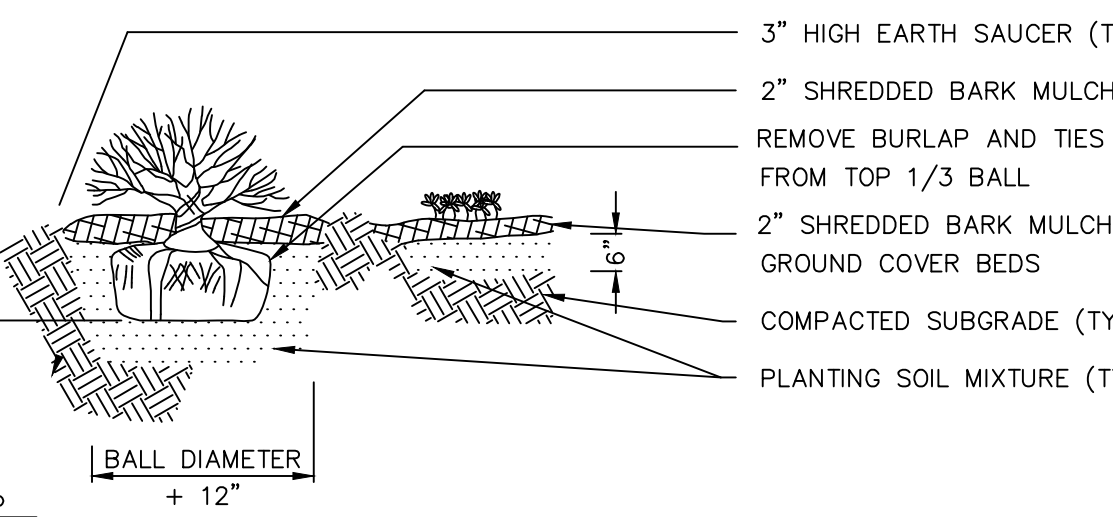 3” HIGH EARTH SAUCER (T
2” SHREDDED BARK MULCH
REMOVE BURLAP AND TIES
FROM TOP 1/3 BALL
2” SHREDDED BARK MULCH
GROUND COVER BEDS
6”
COMPACTED SUBGRADE (TY
PLANTING SOIL MIXTURE (T
BALL DIAMETER
+ 12”